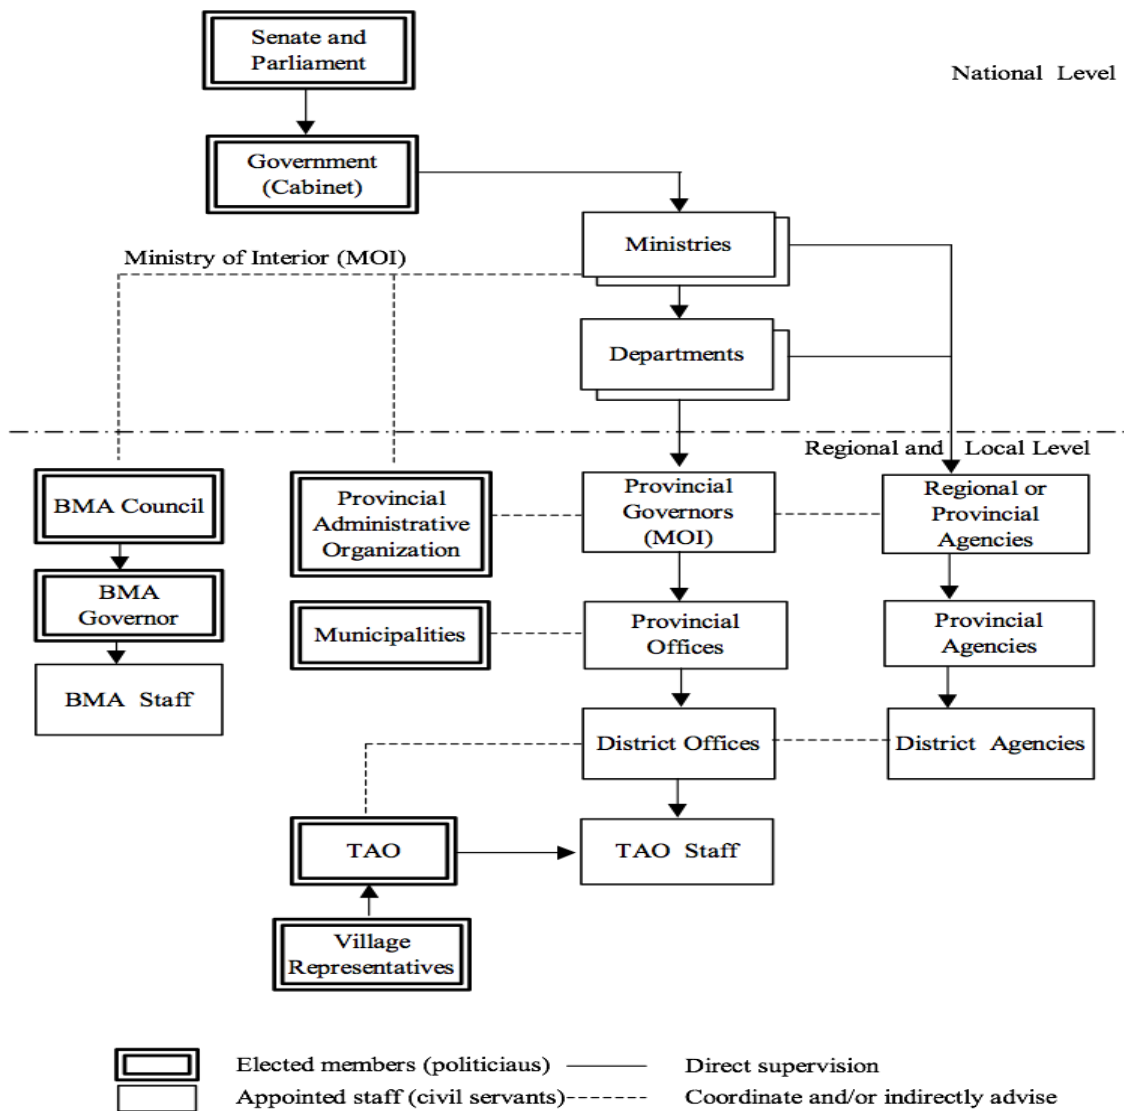 Senate and
Parliament
National Level
Government
(Cabinet)
Ministries
Ministry of Interior (MOI)
Departments
Regional and Local Level
BMA Council
Provincial
Administrative
Organization
Provincial
Governors
(MOI)
Regional or
Provincial
Agencies
BMA
Governor
Municipalities
Provincial
Offices
Provincial
Agencies
BMA Staff
District Offices
District Agencies
TAO
TAO Staff
Village
Representatives
Elected members (politiciaus)
Direct supervision
Appointed staff (civil servants)
Coordinate and/or indirectly advise